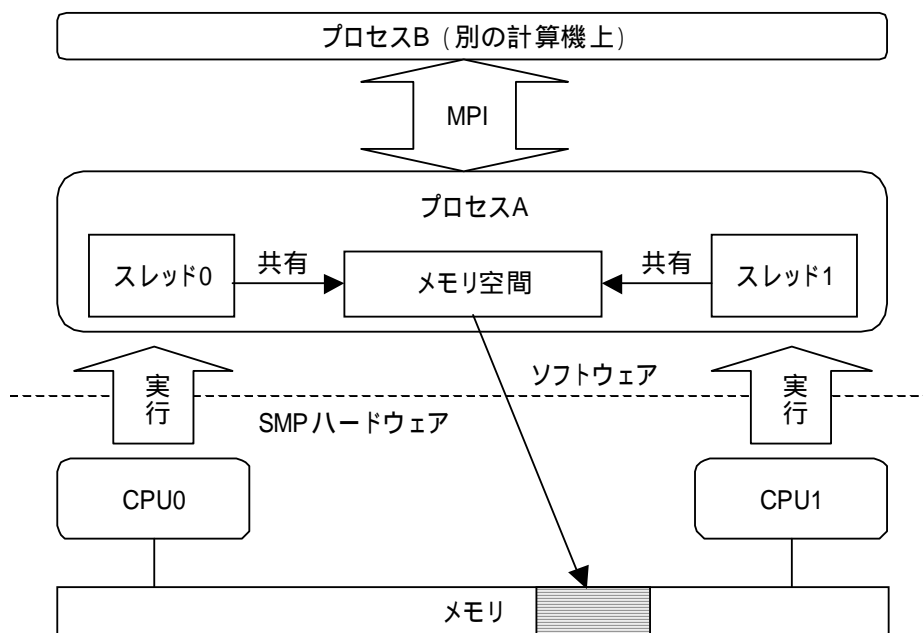 プロセスB (別の計算機上)
MPI
プロセスA
スレッド0
共有
メモリ空間
共有
スレッド1
実行
ソフトウェア
実行
SMPハードウェア
CPU0
CPU1
メモリ